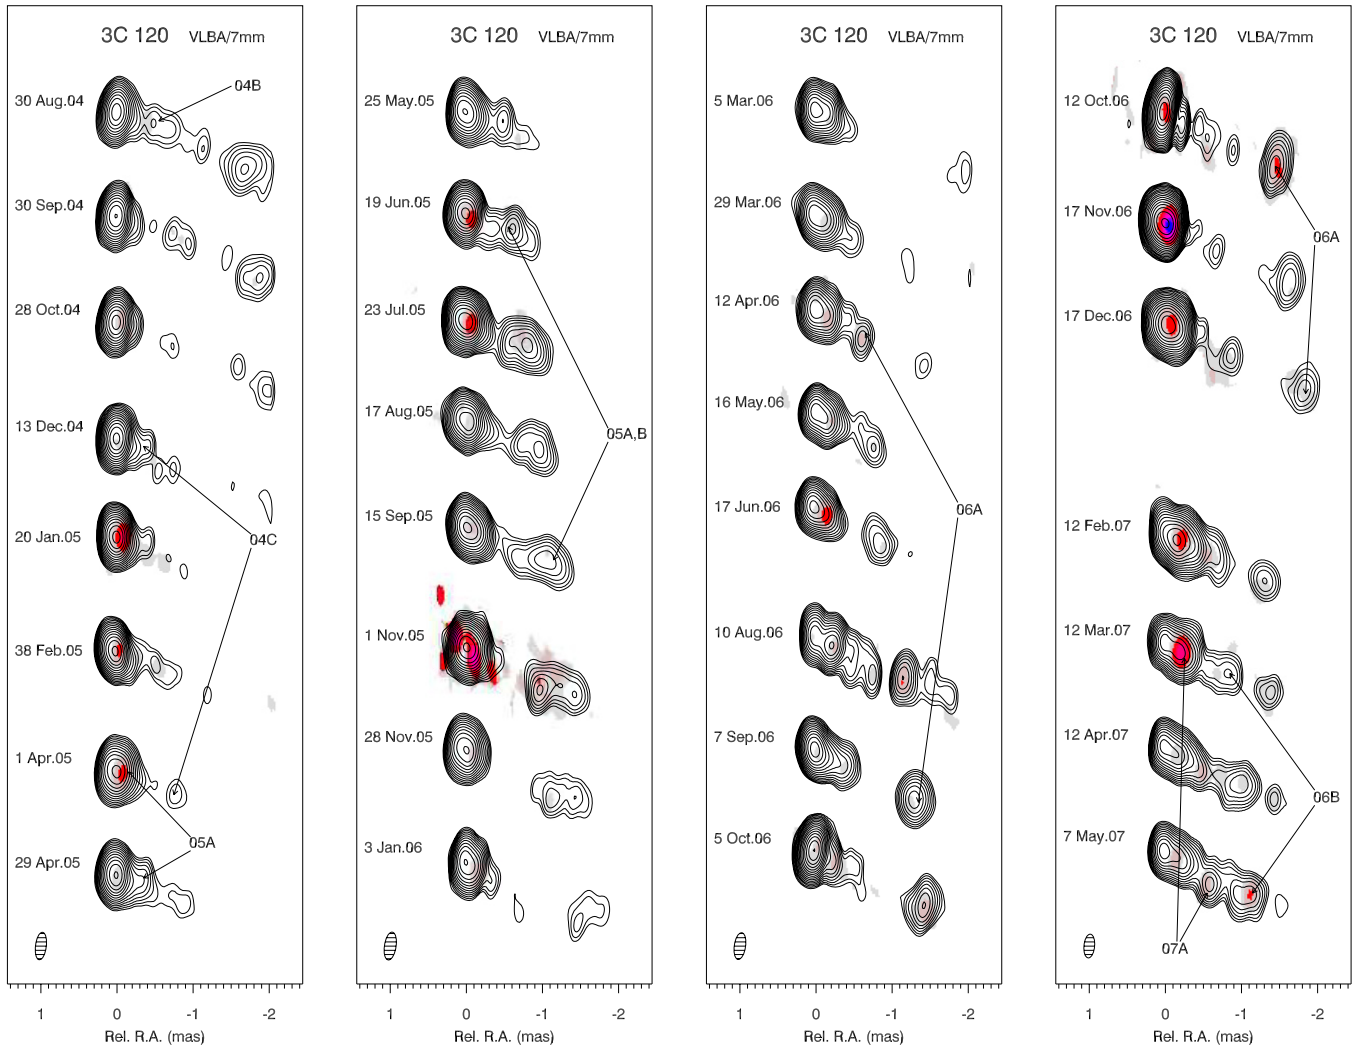 3C 120 VLBA/7mm
30 Aug.04
04B
30 Sep.04
28 Oct.04
13 Dec.04
20 Jan.05
04C
38 Feb.05
1 Apr.05
05A
29 Apr.05
1 0 -1 -2
Rel. R.A. (mas)
3C 120 VLBA/7mm
25 May.05
19 Jun.05
23 Jul.05
17 Aug.05
05A,B
15 Sep.05
1 Nov.05
28 Nov.05
3 Jan.06
1 0 -1 -2
Rel. R.A. (mas)
3C 120 VLBA/7mm
5 Mar.06
29 Mar.06
12 Apr.06
16 May.06
17 Jun.06
06A
10 Aug.06
7 Sep.06
5 Oct.06
1 0 -1 -2
Rel. R.A. (mas)
3C 120 VLBA/7mm
12 Oct.06
17 Nov.06
06A
17 Dec.06
12 Feb.07
12 Mar.07
12 Apr.07
06B
7 May.07
07A
1 0 -1 -2
Rel. R.A. (mas)